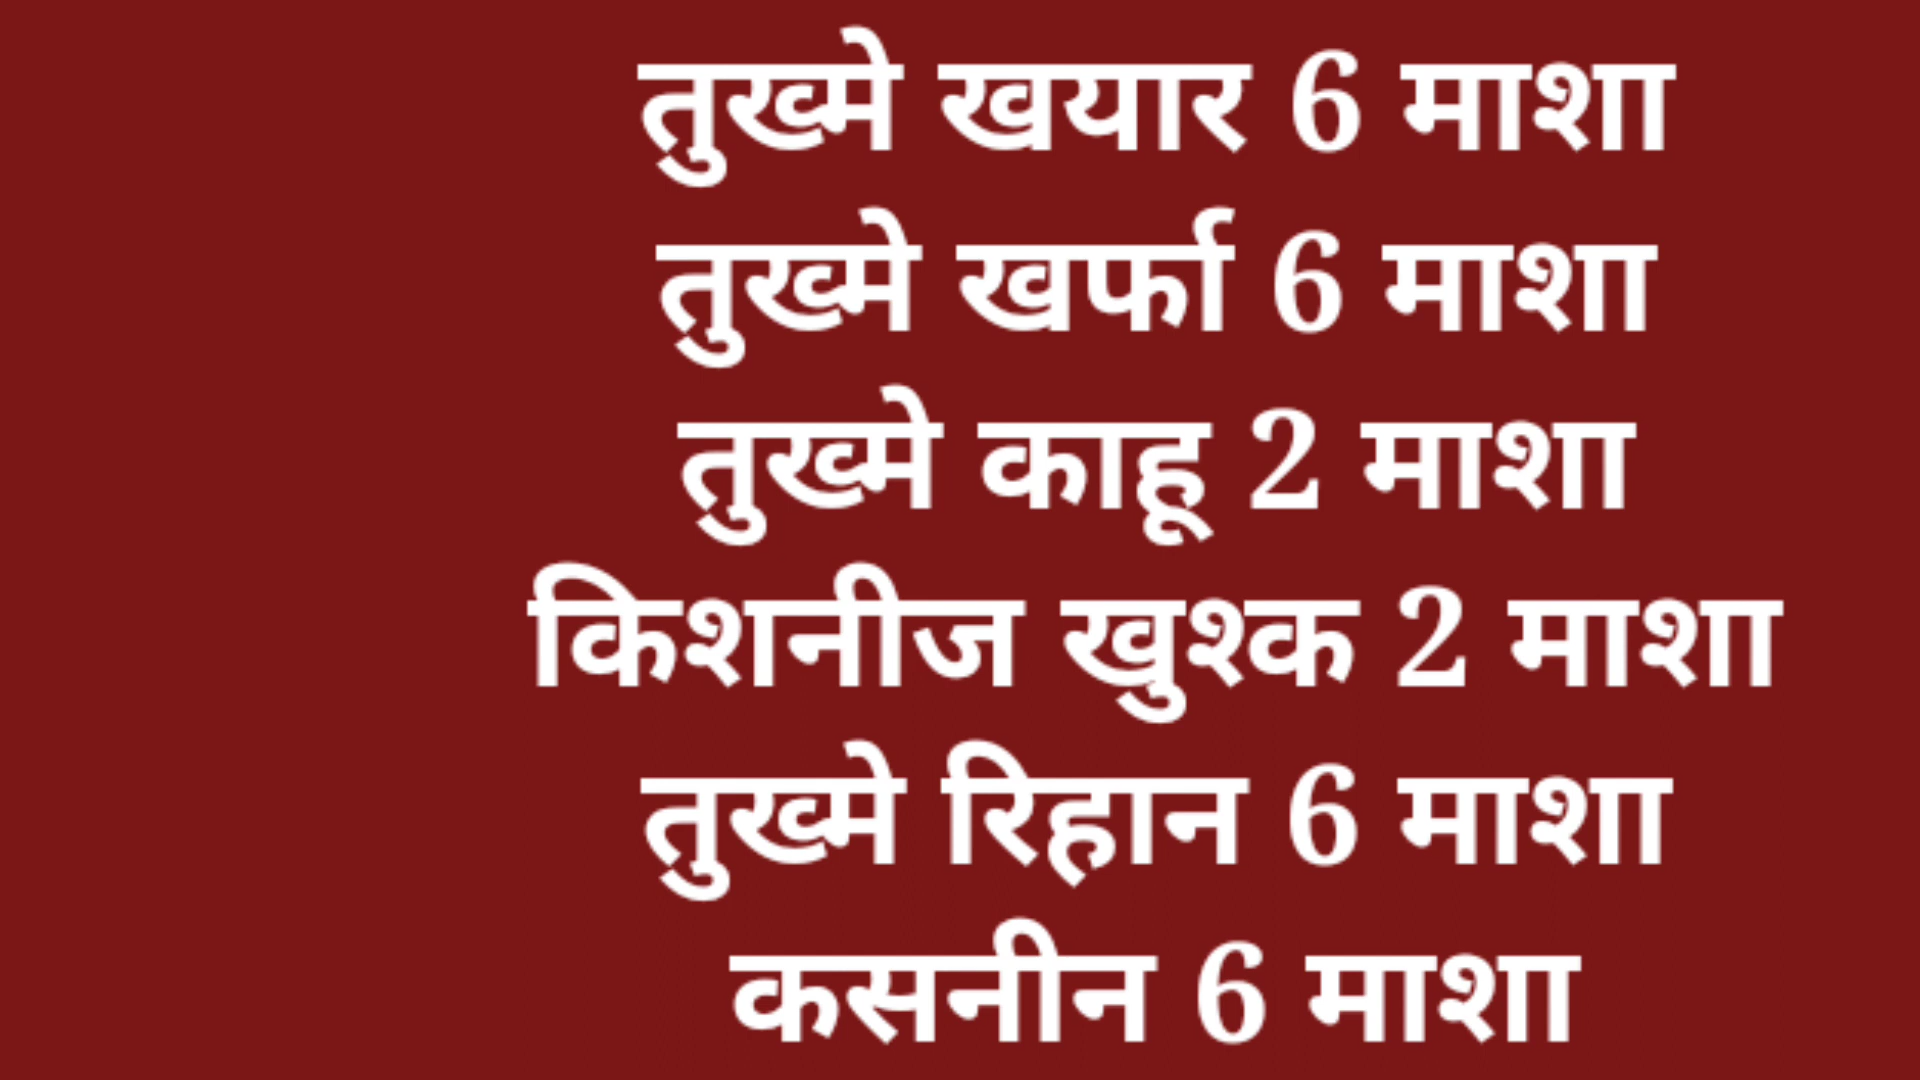 तुख्मे खयार 6 माशा
तुख्मे खर्फा 6 माशा
तुख्मे काहू 2 माशा
किशनीज खुश्क 2 माशा
तुख्मे रिहान 6 माशा
कसनीन 6 माशा